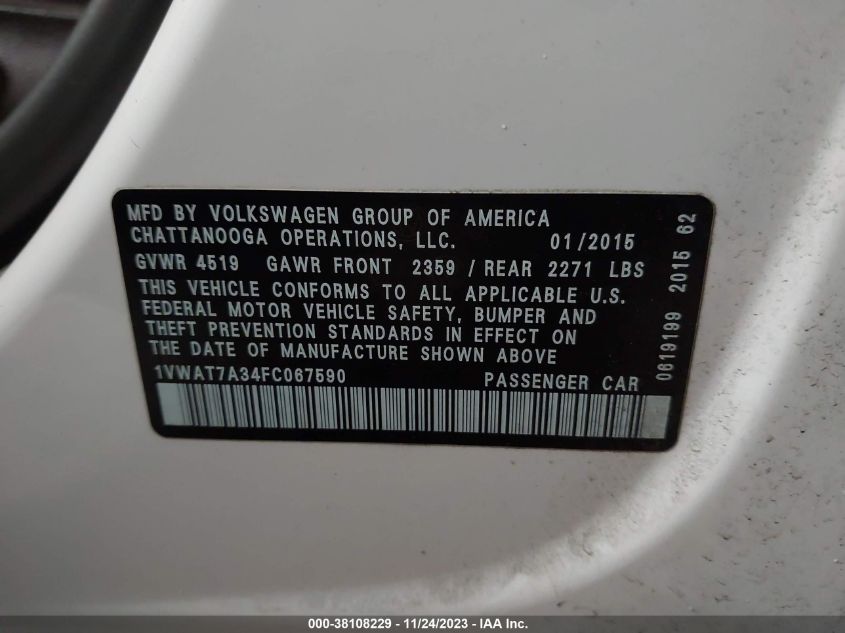 MFD BY VOLKSWAGEN GROUP OF AMERICA
CHATTANOOGA OPERATIONS, LLC. 01/2015
GVWR 4519 GAWR FRONT 2359 / REAR 2271 LBS
THIS VEHICLE CONFORMS TO ALL APPLICABLE U.S.
FEDERAL MOTOR VEHICLE SAFETY, BUMPER AND
THEFT PREVENTION STANDARDS IN EFFECT ON
THE DATE OF MANUFACTURE SHOWN ABOVE
1VWAT7A34FC067590 PASSENGER CAR
0619199 2015 62
000-38108229 - 11/24/2023 - IAA Inc.